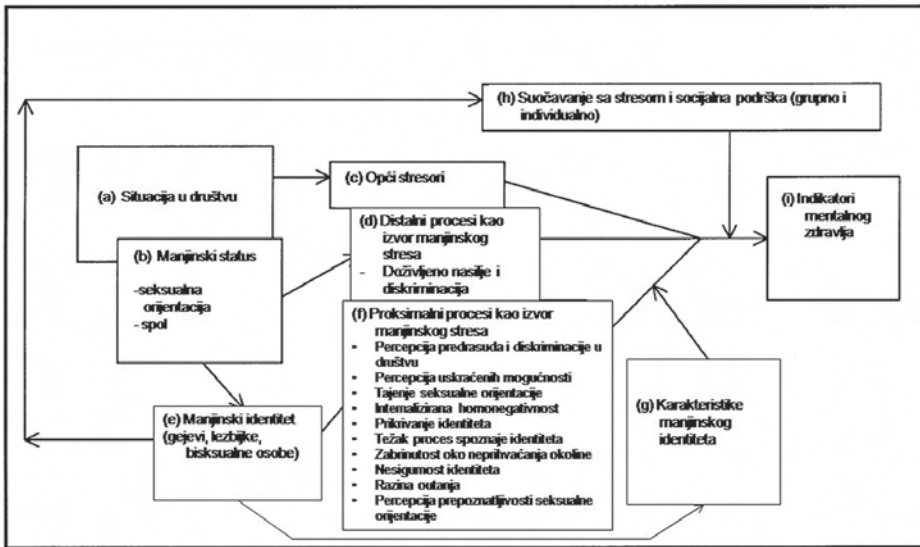 (h) Suočavanje sa stresom i socijalna podrška (grupno i
individualno)
(a) Situacija u društvu
(c) Opći stresori
(i) Indikatori
mentalnog
zdravlja
(b) Manjinski status
-seksualna
orijentacija
- spol
(d) Distalni procesi kao
izvor manjinskog
stresa
- Doživljeno nasilje i
diskriminacija
(f) Proksimalni procesi kao izvor
manjinskog stresa
- Percepcija predrasuda i diskriminacije u
društvu
- Percepcija uskraćenih mogućnosti
- Tajenje seksualne orijentacije
- Internalizirana homonegativnost
- Prikrivanje identiteta
- Težak proces spoznaje identiteta
- Zabrinutost oko neprihvaćanja okoline
- Nesigurnost identiteta
- Razina outanja
- Percepcija prepoznatljivosti seksualne
orijentacije
(e) Manjinski identitet
(gejevi, lezbijke,
bisksualne osobe)
(g) Karakteristike
manjinskog
identiteta